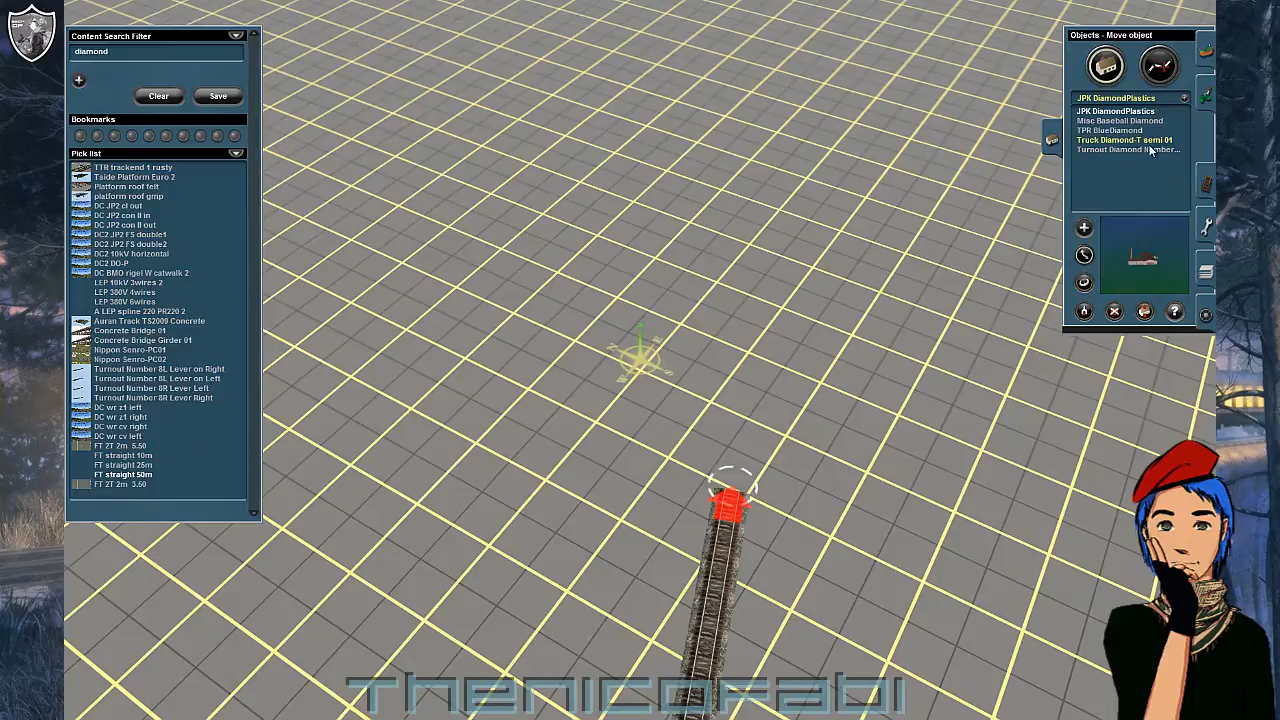 Content Search Filter
diamond
Clear
Save
Bookmarks
Pick list
TTR trackend 1 rusty
Tside Platform Euro 2
Platform roof felt
platform roof gmp
DC JP2 cl out
DC JP2 con II in
DC JP2 con II out
DC2 JP2 FS double1
DC2 JP2 FS double2
DC2 10kV horizontal
DC2 DO-P
DC BMO rigel W catwalk 2
LEP 10kV 3wires 2
LEP 380V 4wires
LEP 380V 6wires
A LEP spline 220 PR220 2
Auran Track TS2009 Concrete
Concrete Bridge 01
Concrete Bridge Girder 01
Nippon Senro-PC01
Nippon Senro-PC02
Turnout Number 8L Lever on Right
Turnout Number 8L Lever on Left
Turnout Number 8R Lever Left
Turnout Number 8R Lever Right
DC wr z1 left
DC wr z1 right
DC wr cv right
DC wr cv left
FT 2T 2m 5.50
FT straight 10m
FT straight 25m
FT straight 50m
FT 2T 2m 3.50
Objects - Move object
JPK DiamondPlastics
JPK DiamondPlastics
Misc Baseball Diamond
TPR BlueDiamond
Truck Diamond-T semi 01
Turnout Diamond Number...
THENICOFABI